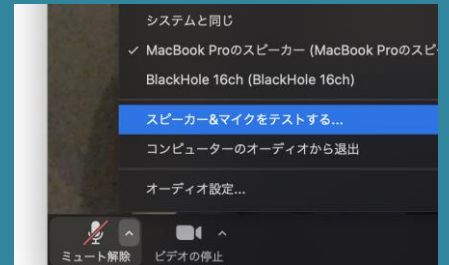 システムと同じ
✓ MacBook Proのスピーカー (MacBook Proのスピ
BlackHole 16ch (BlackHole 16ch)
スピーカー&マイクをテストする...
コンピューターのオーディオから退出
オーディオ設定...
ミュート解除 ビデオの停止